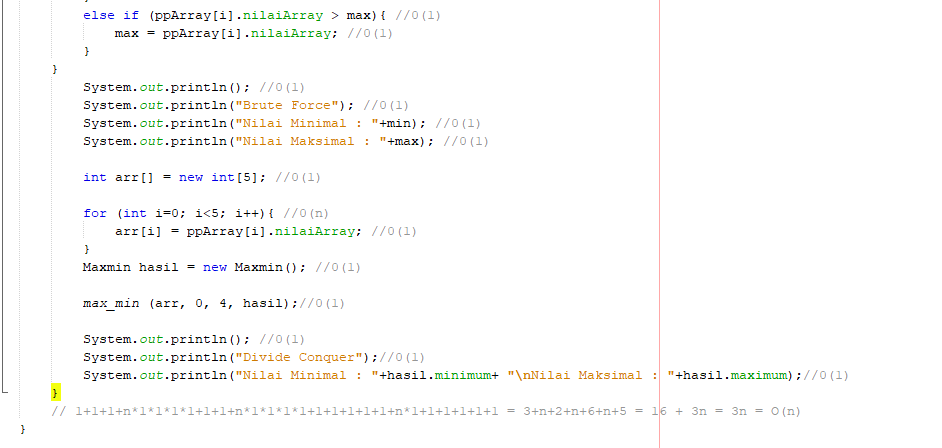 else if (ppArray[i].nilaiArray > max){ //O(1)
max = ppArray[i].nilaiArray; //O(1)
}
}
System.out.println(); //O(1)
System.out.println("Brute Force"); //O(1)
System.out.println("Nilai Minimal : "+min); //O(1)
System.out.println("Nilai Maksimal : "+max); //O(1)
int arr[] = new int[5]; //O(1)
for (int i=0; i<5; i++){ //O(n)
arr[i] = ppArray[i].nilaiArray; //O(1)
}
Maxmin hasil = new Maxmin(); //O(1)
max_min (arr, 0, 4, hasil);//O(1)
System.out.println(); //O(1)
System.out.println("Divide Conquer");//O(1)
System.out.println("Nilai Minimal : "+hasil.minimum+ "\nNilai Maksimal : "+hasil.maximum);//O(1)
}
// 1+1+1+n*1*1*1*1+1+1+n*1*1*1*1+1+1+1+1+1+n*1+1+1+1+1+1 = 3+n+2+n+6+n+5 = 16 + 3n = 3n = O(n)
}